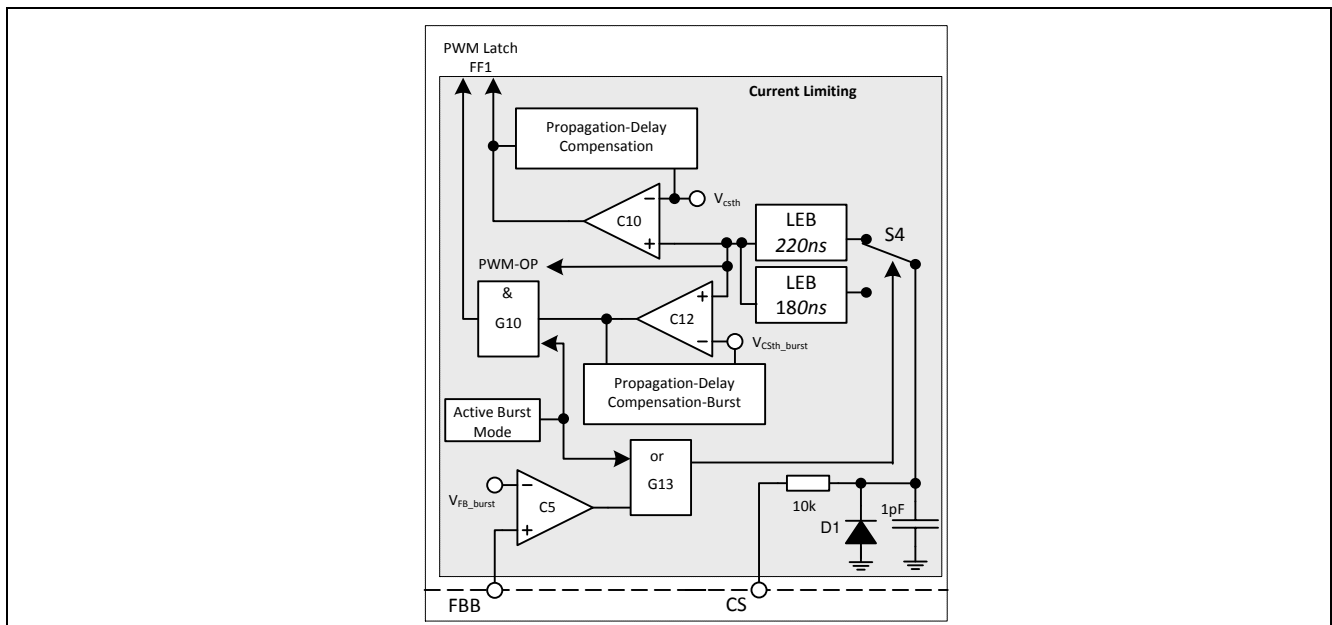 PWM Latch
FF1
Current Limiting
Propagation-Delay
Compensation
−
Vcsth
C10
+
LEB
220ns
S4
PWM-OP
LEB
180ns
&
G10
+
C12
−
VCSth_burst
Propagation-Delay
Compensation-Burst
Active Burst
Mode
or
G13
−
VFB_burst
C5
+
10k
D1
1pF
FBB
CS